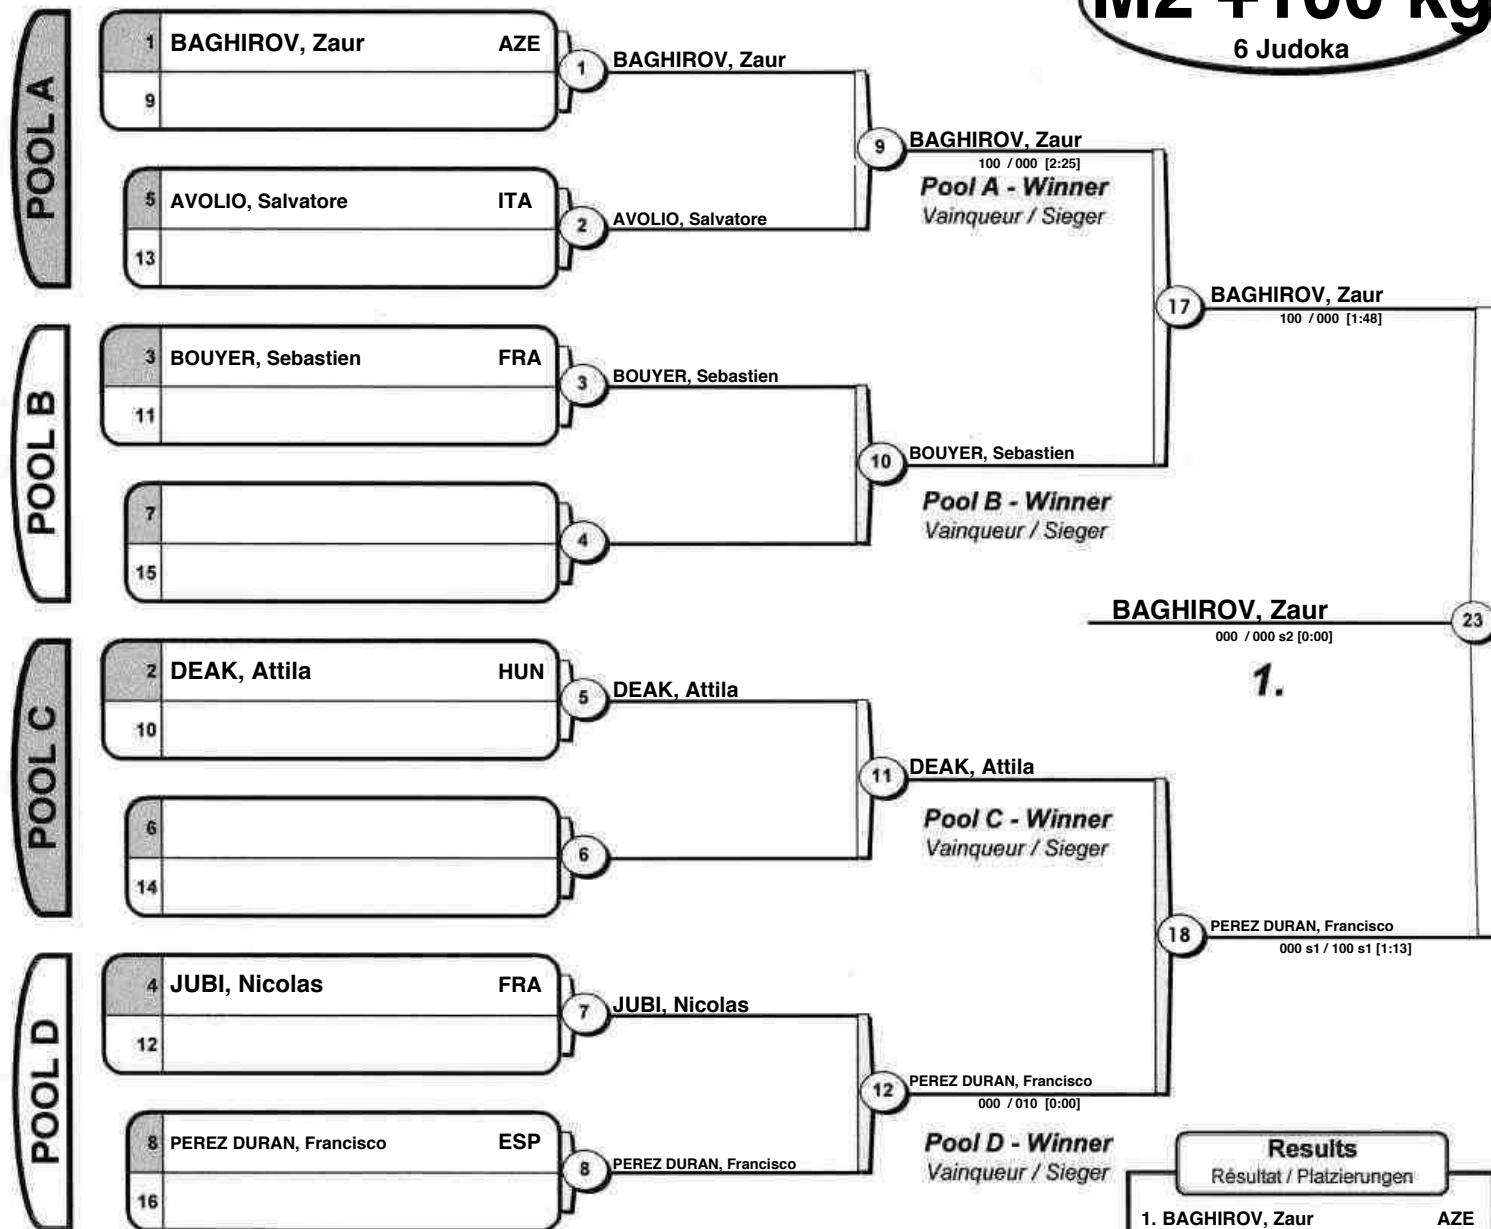 M2 +100 kg
6 Judoka
POOL A
1 BAGHIROV, Zaur AZE
9
1 BAGHIROV, Zaur
5 AVOLIO, Salvatore ITA
13
2 AVOLIO, Salvatore
9 BAGHIROV, Zaur
100 / 000 [2:25]
Pool A - Winner
Vainqueur / Sieger
17 BAGHIROV, Zaur
100 / 000 [1:48]
POOL B
3 BOUYER, Sebastien FRA
11
3 BOUYER, Sebastien
7
15
4
10 BOUYER, Sebastien
Pool B - Winner
Vainqueur / Sieger
BAGHIROV, Zaur 23
000 / 000 s2 [0:00]
1.
POOL C
2 DEAK, Attila HUN
10
5 DEAK, Attila
6
14
6
11 DEAK, Attila
Pool C - Winner
Vainqueur / Sieger
18 PEREZ DURAN, Francisco
000 s1 / 100 s1 [1:13]
POOL D
4 JUBI, Nicolas FRA
12
7 JUBI, Nicolas
8 PEREZ DURAN, Francisco ESP
16
8 PEREZ DURAN, Francisco
12 PEREZ DURAN, Francisco
000 / 010 [0:00]
Pool D - Winner
Vainqueur / Sieger
Results
Résultat / Platzierungen
1. BAGHIROV, Zaur AZE